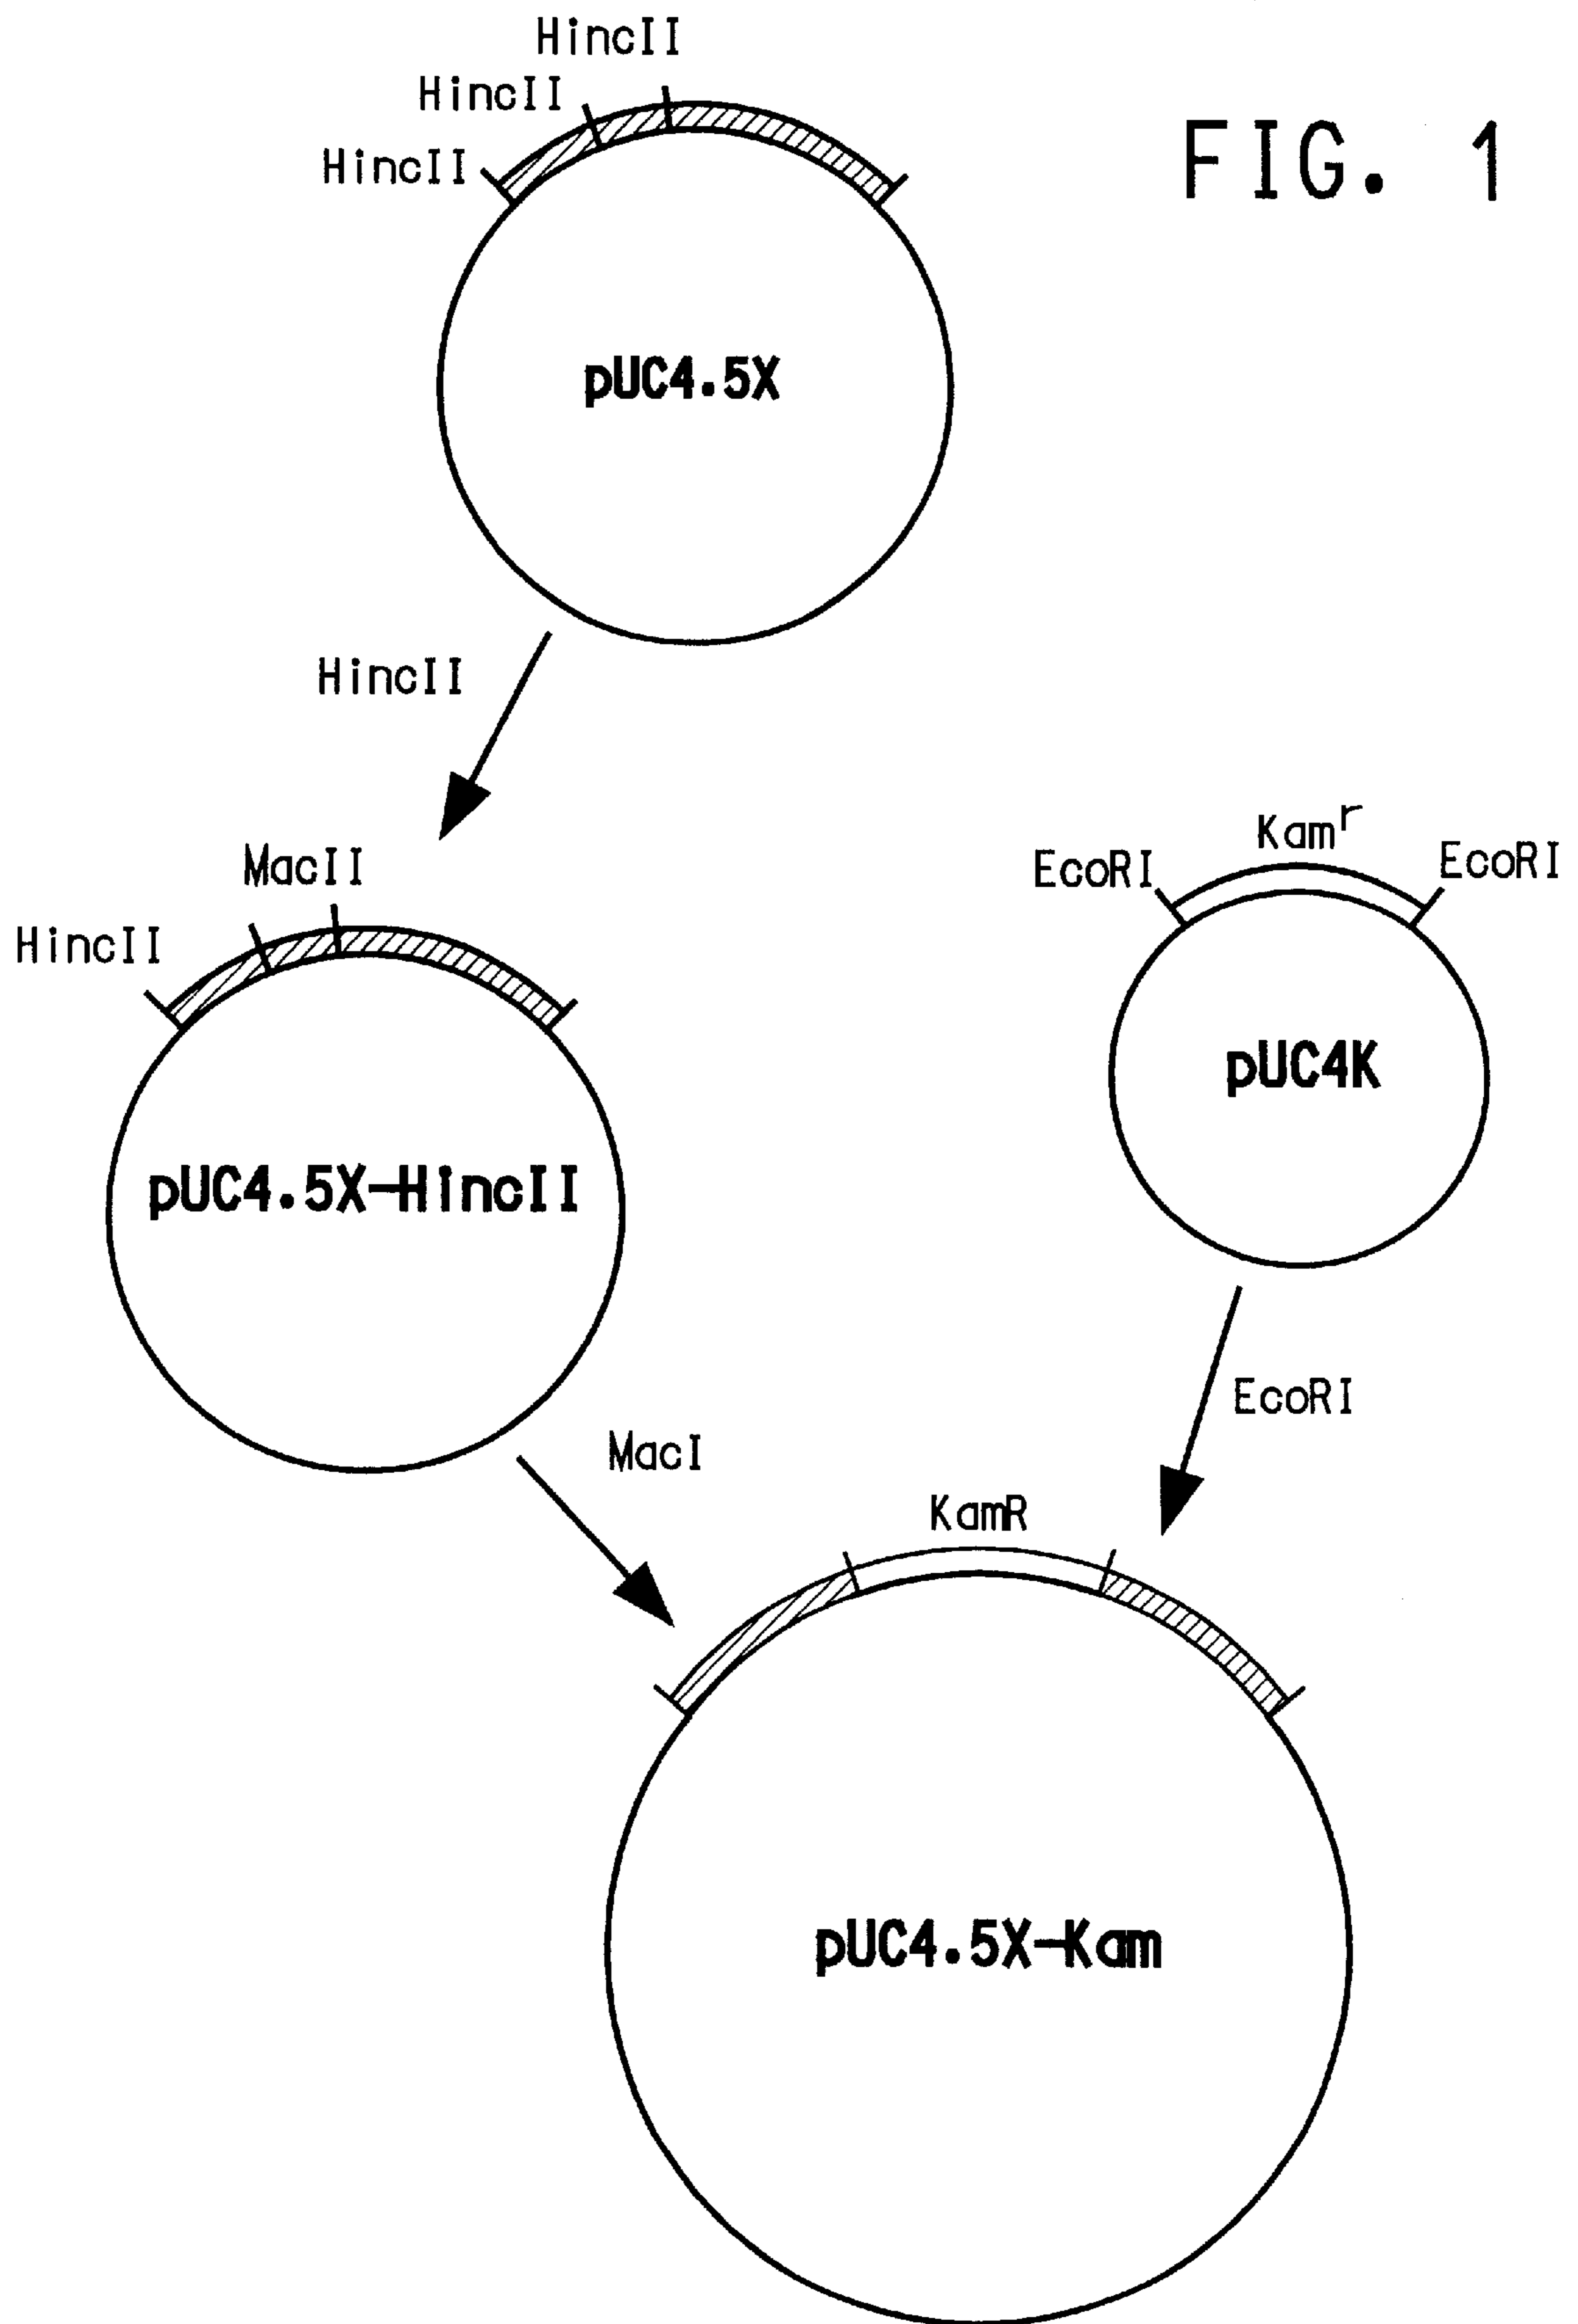 FIG. 1
HincII
HincII
HincII
pUC4.5X
HincII
MacII
HincII
pUC4.5X-HincII
Kamʳ
EcoRI
EcoRI
pUC4K
MacI
EcoRI
KamR
pUC4.5X-Kam